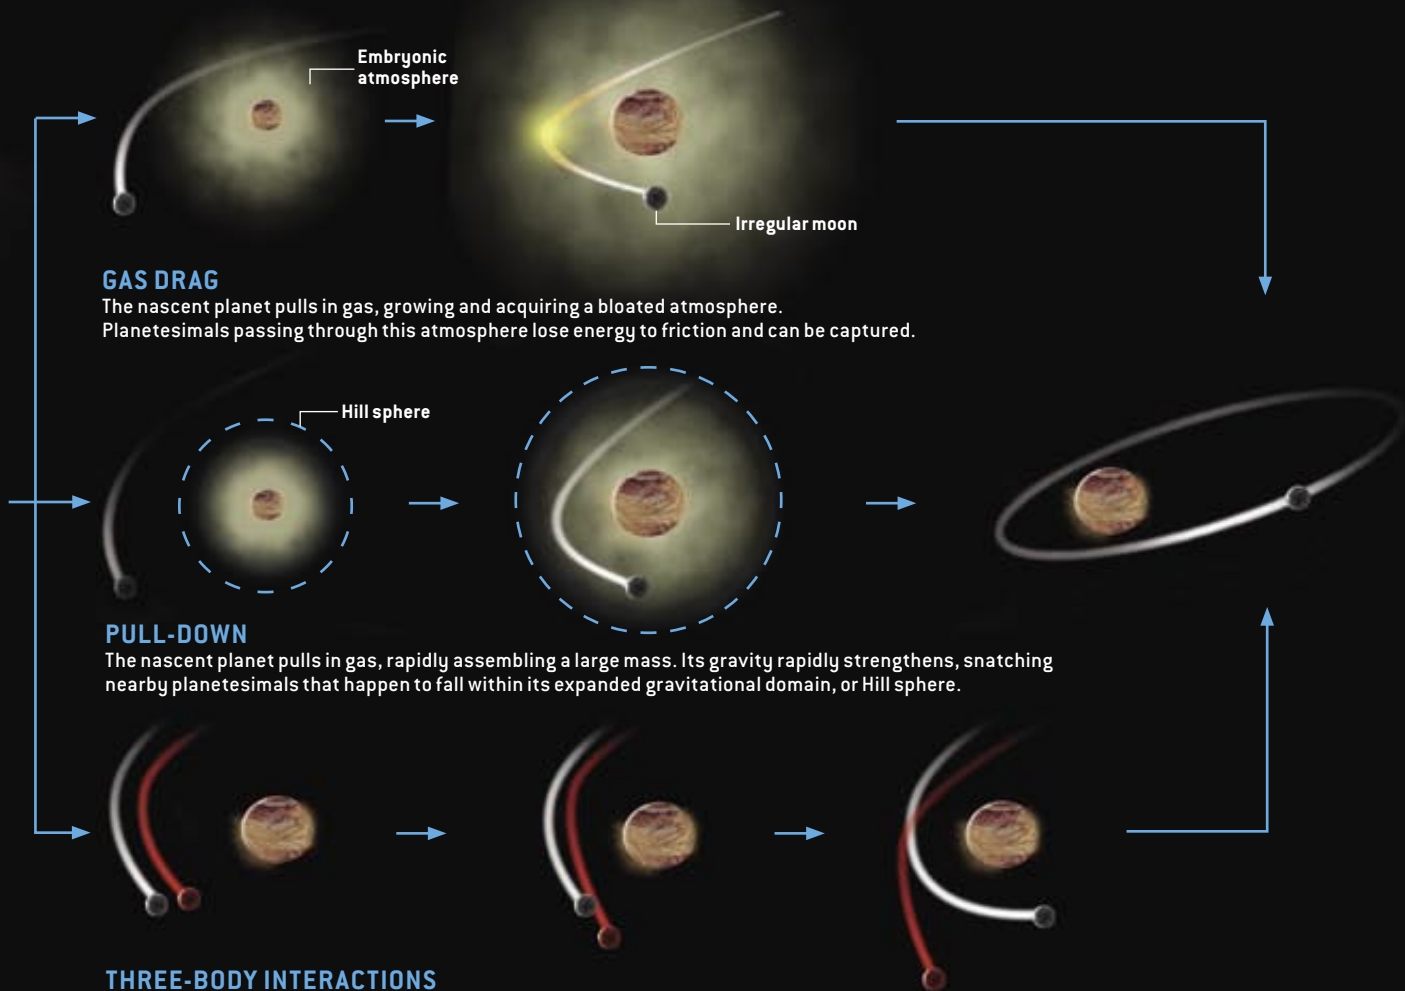 Embryonic
atmosphere
Irregular moon
GAS DRAG
The nascent planet pulls in gas, growing and acquiring a bloated atmosphere.
Planetesimals passing through this atmosphere lose energy to friction and can be captured.
Hill sphere
PULL-DOWN
The nascent planet pulls in gas, rapidly assembling a large mass. Its gravity rapidly strengthens, snatching
nearby planetesimals that happen to fall within its expanded gravitational domain, or Hill sphere.
THREE-BODY INTERACTIONS